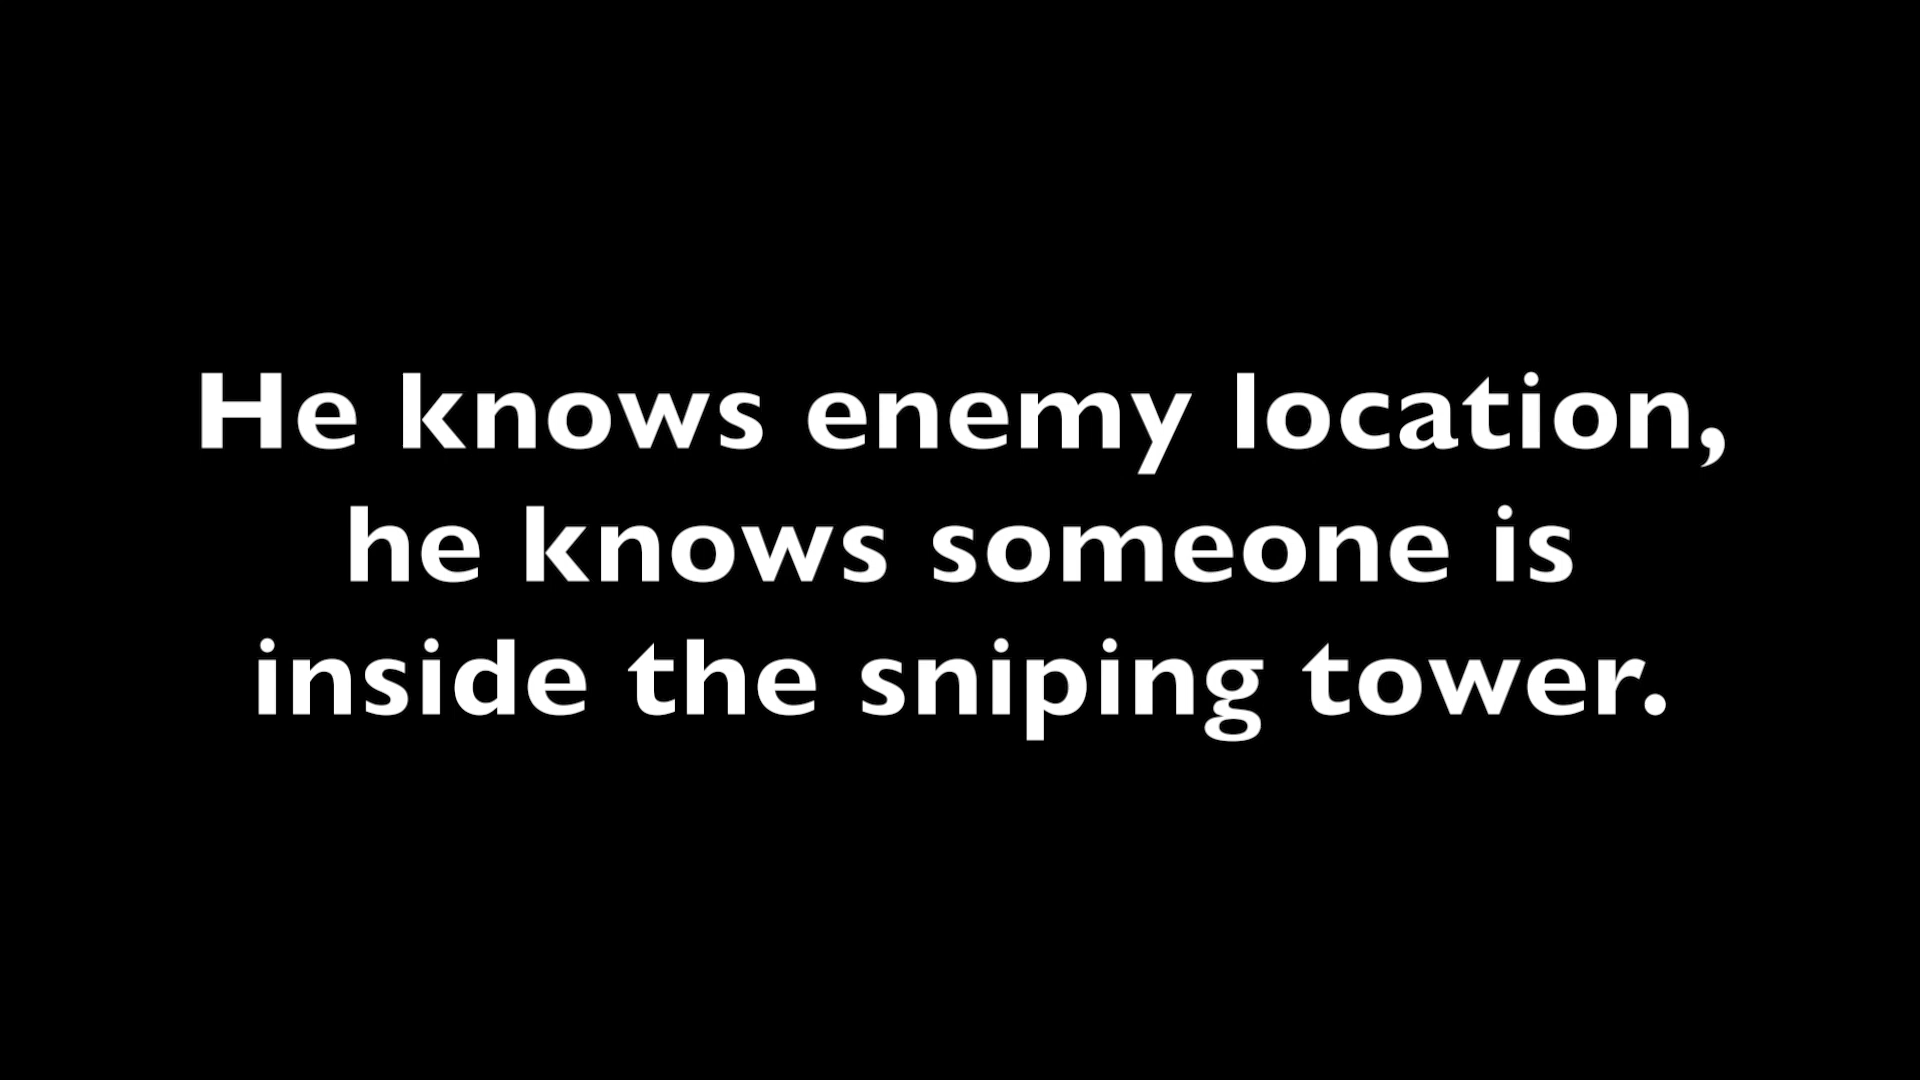 He knows enemy location,
he knows someone is
inside the sniping tower.